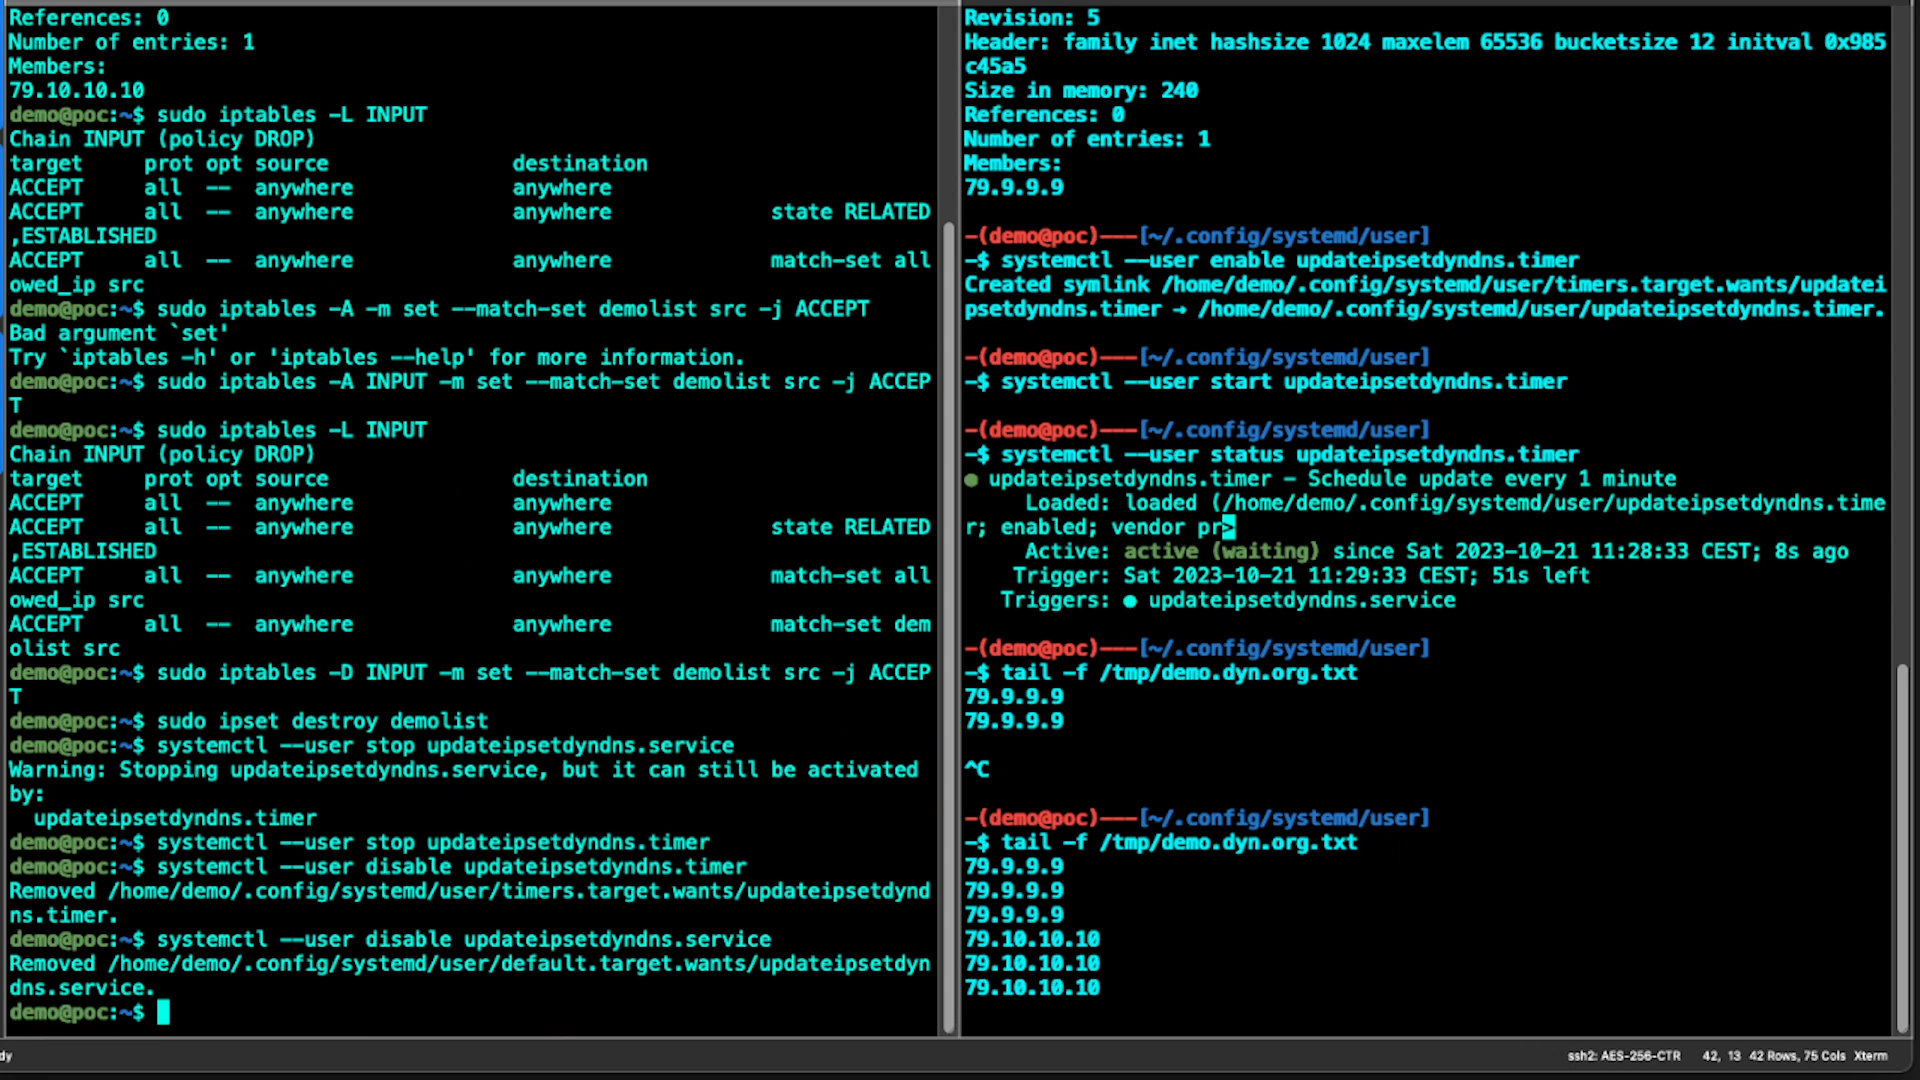 References: 0
Number of entries: 1
Members:
79.10.10.10
demo@poc:~$ sudo iptables -L INPUT
Chain INPUT (policy DROP)
target     prot opt source               destination
ACCEPT     all  --  anywhere             anywhere
ACCEPT     all  --  anywhere             anywhere             state RELATED
,ESTABLISHED
ACCEPT     all  --  anywhere             anywhere             match-set all
owed_ip src
demo@poc:~$ sudo iptables -A -m set --match-set demolist src -j ACCEPT
Bad argument `set'
Try `iptables -h' or 'iptables --help' for more information.
demo@poc:~$ sudo iptables -A INPUT -m set --match-set demolist src -j ACCEP
T
demo@poc:~$ sudo iptables -L INPUT
Chain INPUT (policy DROP)
target     prot opt source               destination
ACCEPT     all  --  anywhere             anywhere
ACCEPT     all  --  anywhere             anywhere             state RELATED
,ESTABLISHED
ACCEPT     all  --  anywhere             anywhere             match-set all
owed_ip src
ACCEPT     all  --  anywhere             anywhere             match-set dem
olist src
demo@poc:~$ sudo iptables -D INPUT -m set --match-set demolist src -j ACCEP
T
demo@poc:~$ sudo ipset destroy demolist
demo@poc:~$ systemctl --user stop updateipsetdyndns.service
Warning: Stopping updateipsetdyndns.service, but it can still be activated
by:
  updateipsetdyndns.timer
demo@poc:~$ systemctl --user stop updateipsetdyndns.timer
demo@poc:~$ systemctl --user disable updateipsetdyndns.timer
Removed /home/demo/.config/systemd/user/timers.target.wants/updateipsetdynd
ns.timer.
demo@poc:~$ systemctl --user disable updateipsetdyndns.service
Removed /home/demo/.config/systemd/user/default.target.wants/updateipsetdyn
dns.service.
demo@poc:~$
Revision: 5
Header: family inet hashsize 1024 maxelem 65536 bucketsize 12 initval 0x985
c45a5
Size in memory: 240
References: 0
Number of entries: 1
Members:
79.9.9.9
-(demo@poc)---[~/.config/systemd/user]
-$ systemctl --user enable updateipsetdyndns.timer
Created symlink /home/demo/.config/systemd/user/timers.target.wants/updatei
psetdyndns.timer → /home/demo/.config/systemd/user/updateipsetdyndns.timer.
-(demo@poc)---[~/.config/systemd/user]
-$ systemctl --user start updateipsetdyndns.timer
-(demo@poc)---[~/.config/systemd/user]
-$ systemctl --user status updateipsetdyndns.timer
● updateipsetdyndns.timer - Schedule update every 1 minute
     Loaded: loaded (/home/demo/.config/systemd/user/updateipsetdyndns.time
r; enabled; vendor pr>
     Active: active (waiting) since Sat 2023-10-21 11:28:33 CEST; 8s ago
    Trigger: Sat 2023-10-21 11:29:33 CEST; 51s left
   Triggers: ● updateipsetdyndns.service
-(demo@poc)---[~/.config/systemd/user]
-$ tail -f /tmp/demo.dyn.org.txt
79.9.9.9
79.9.9.9
^C
-(demo@poc)---[~/.config/systemd/user]
-$ tail -f /tmp/demo.dyn.org.txt
79.9.9.9
79.9.9.9
79.9.9.9
79.10.10.10
79.10.10.10
79.10.10.10
dy
ssh2: AES-256-CTR 42, 13 42 Rows, 75 Cols Xterm